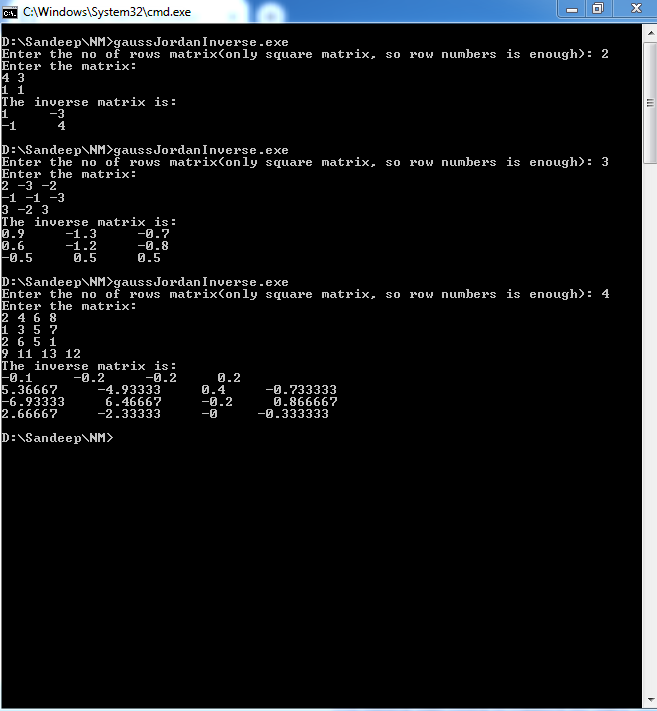 C:\Windows\System32\cmd.exe
D:\Sandeep\NM>gaussJordanInverse.exe
Enter the no of rows matrix(only square matrix, so row numbers is enough): 2
Enter the matrix:
4 3
1 1
The inverse matrix is:
1 -3
-1 4
D:\Sandeep\NM>gaussJordanInverse.exe
Enter the no of rows matrix(only square matrix, so row numbers is enough): 3
Enter the matrix:
2 -3 -2
-1 -1 -3
3 -2 3
The inverse matrix is:
0.9 -1.3 -0.7
0.6 -1.2 -0.8
-0.5 0.5 0.5
D:\Sandeep\NM>gaussJordanInverse.exe
Enter the no of rows matrix(only square matrix, so row numbers is enough): 4
Enter the matrix:
2 4 6 8
1 3 5 7
2 6 5 1
9 11 13 12
The inverse matrix is:
-0.1 -0.2 -0.2 0.2
5.36667 -4.93333 0.4 -0.733333
-6.93333 6.46667 -0.2 0.866667
2.66667 -2.33333 -0 -0.333333
D:\Sandeep\NM>